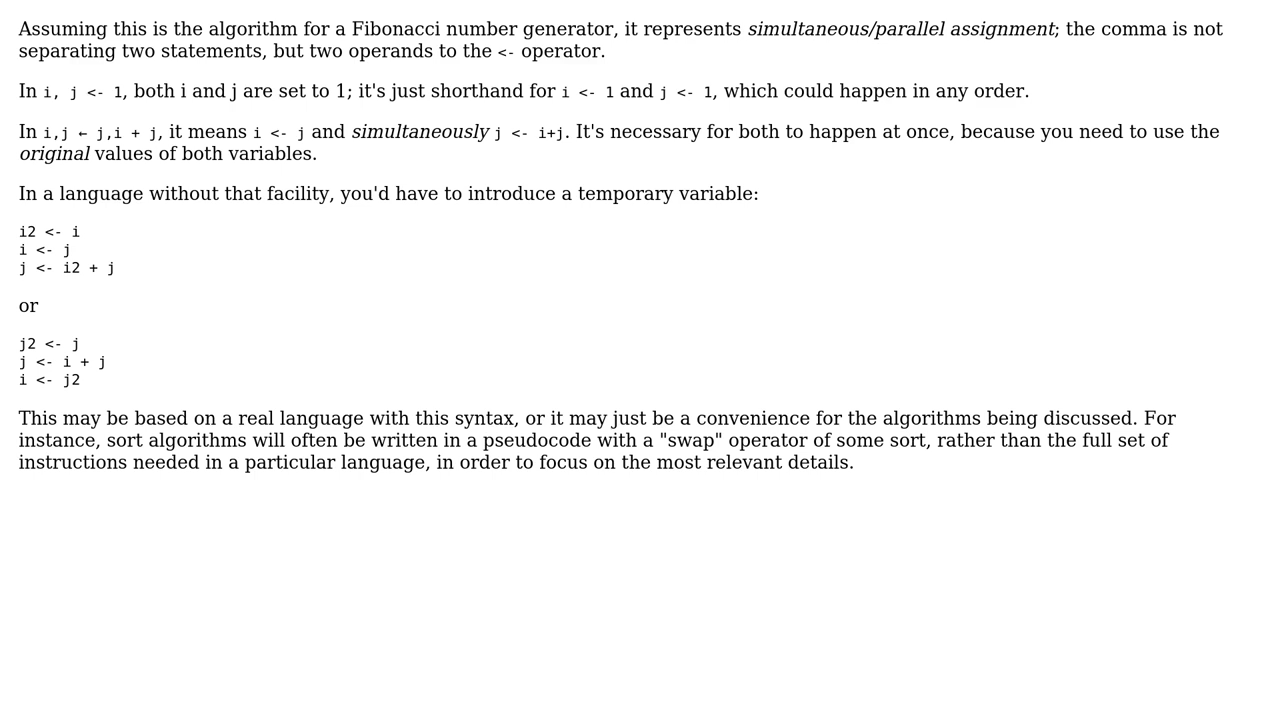 Assuming this is the algorithm for a Fibonacci number generator, it represents simultaneous/parallel assignment; the comma is not
separating two statements, but two operands to the <- operator.
In i, j <- 1, both i and j are set to 1; it's just shorthand for i <- 1 and j <- 1, which could happen in any order.
In i,j ← j,i + j, it means i <- j and simultaneously j <- i+j. It's necessary for both to happen at once, because you need to use the
original values of both variables.
In a language without that facility, you'd have to introduce a temporary variable:
i2 <- i
i <- j
j <- i2 + j
or
j2 <- j
j <- i + j
i <- j2
This may be based on a real language with this syntax, or it may just be a convenience for the algorithms being discussed. For
instance, sort algorithms will often be written in a pseudocode with a "swap" operator of some sort, rather than the full set of
instructions needed in a particular language, in order to focus on the most relevant details.